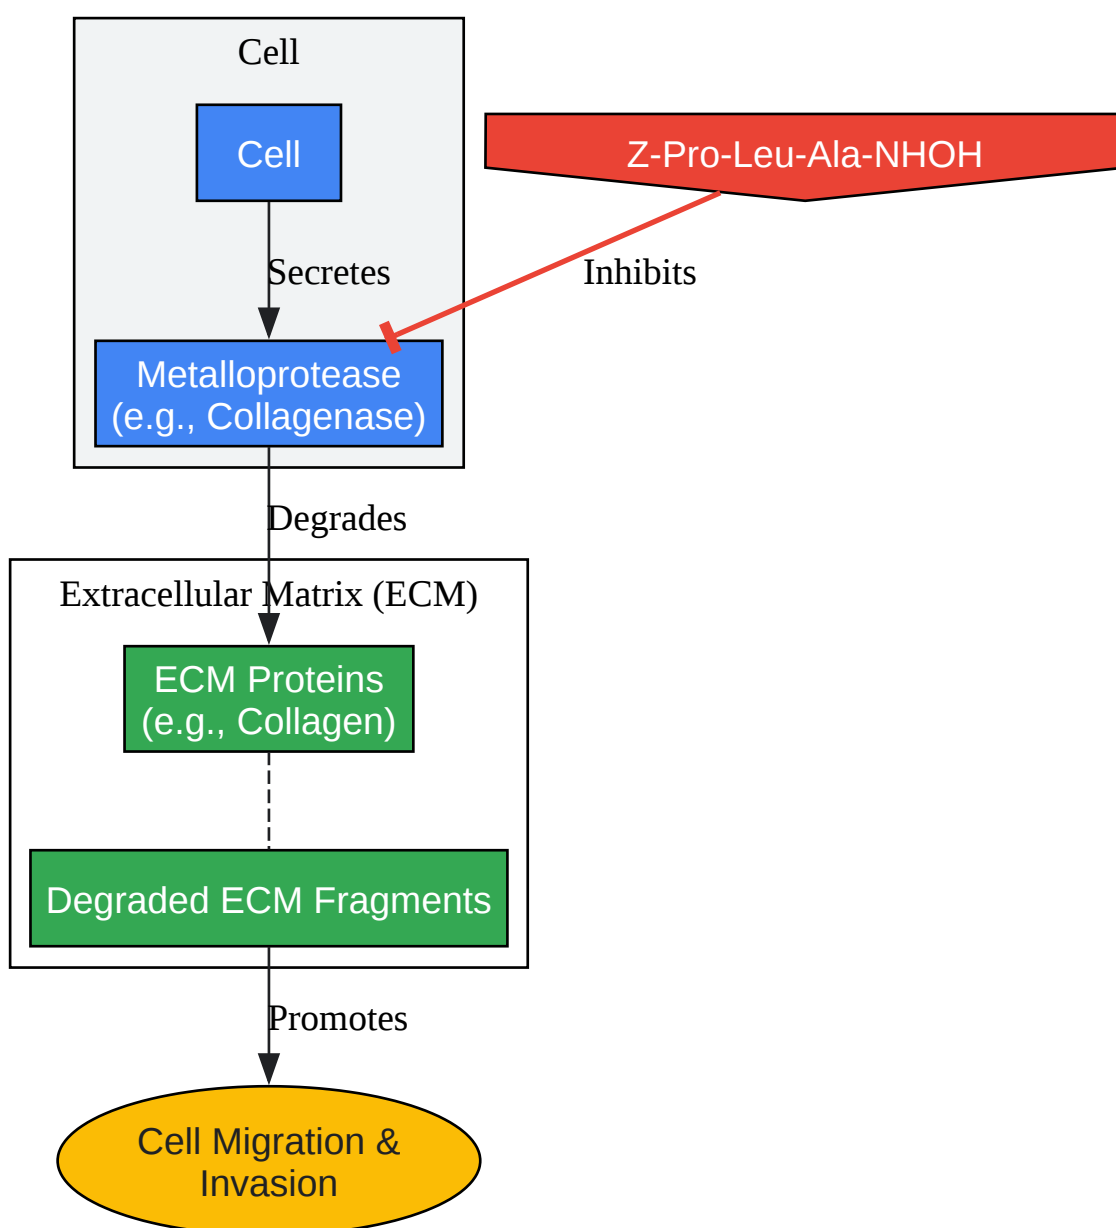 Cell
Cell
Z-Pro-Leu-Ala-NHOH
Secretes
Inhibits
Metalloprotease
(e.g., Collagenase)
Degrades
Extracellular Matrix (ECM)
ECM Proteins
(e.g., Collagen)
Degraded ECM Fragments
Promotes
Cell Migration &
Invasion